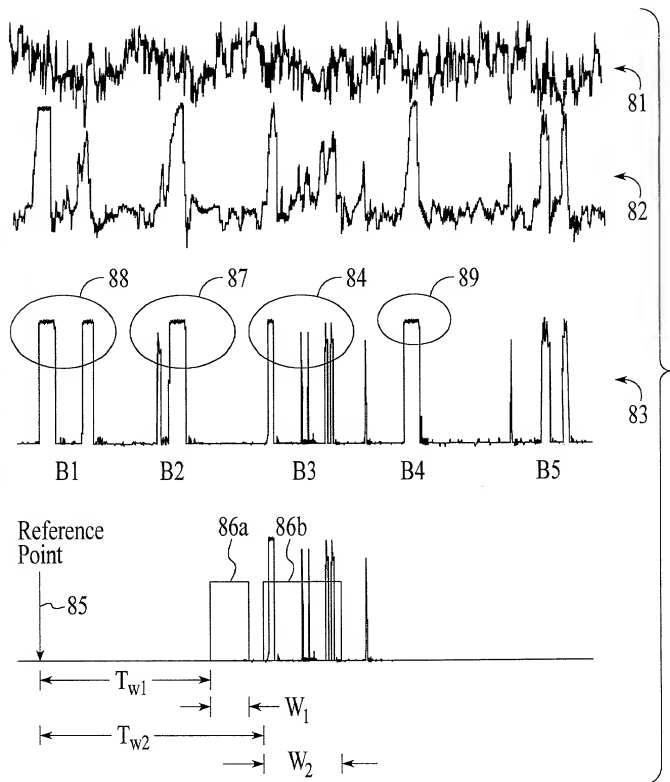 81
82
88
87
84
89
83
B1
B2
B3
B4
B5
Reference
Point
86a
86b
85
Tw1
W1
Tw2
W2